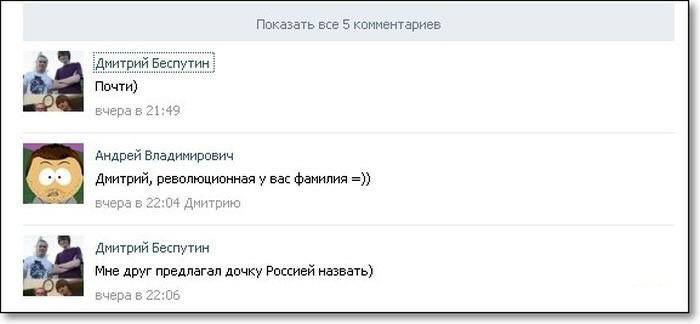 Показать все 5 комментариев
Дмитрий Беспутин
Почти)
вчера в 21:49
Андрей Владимирович
Дмитрий, революционная у вас фамилия =))
вчера в 22:04 Дмитрию
Дмитрий Беспутин
Мне друг предлагал дочку Россией назвать)
вчера в 22:06